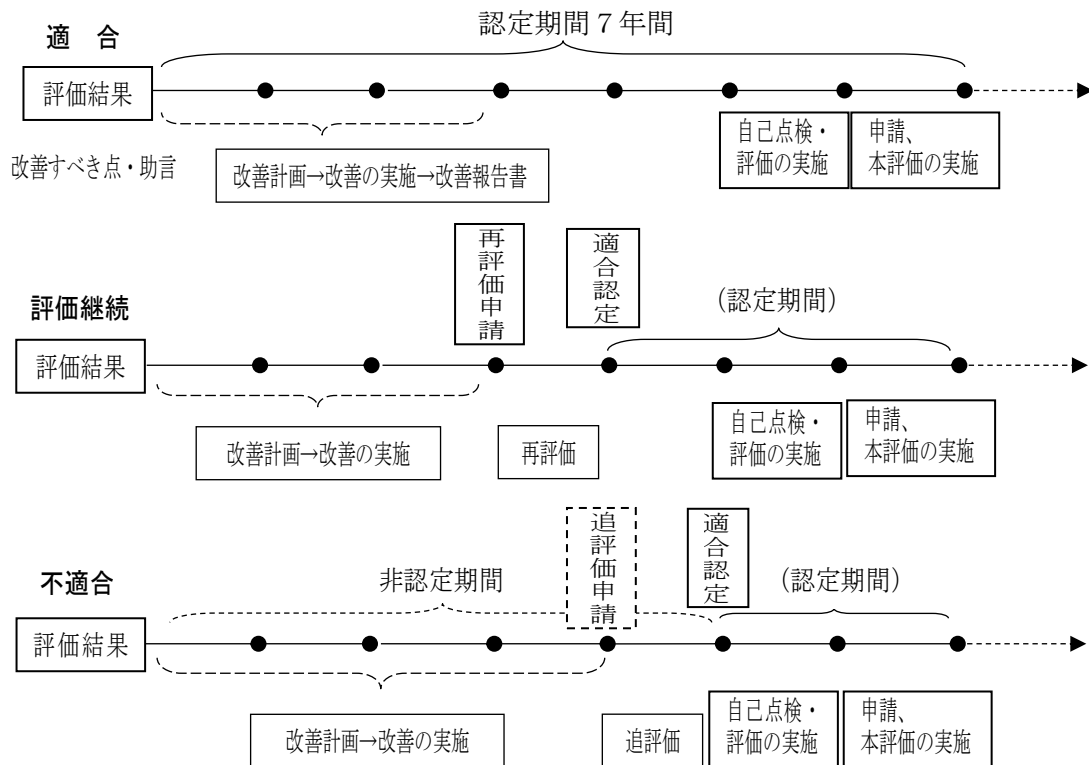 適　合
認定期間７年間
評価結果
自己点検・
評価の実施
申請、
本評価の実施
改善すべき点・助言
改善計画→改善の実施→改善報告書
再評価申請
適合認定
評価継続
(認定期間)
評価結果
改善計画→改善の実施
再評価
自己点検・
評価の実施
申請、
本評価の実施
追評価申請
適合認定
不適合
非認定期間
(認定期間)
評価結果
改善計画→改善の実施
追評価
自己点検・
評価の実施
申請、
本評価の実施